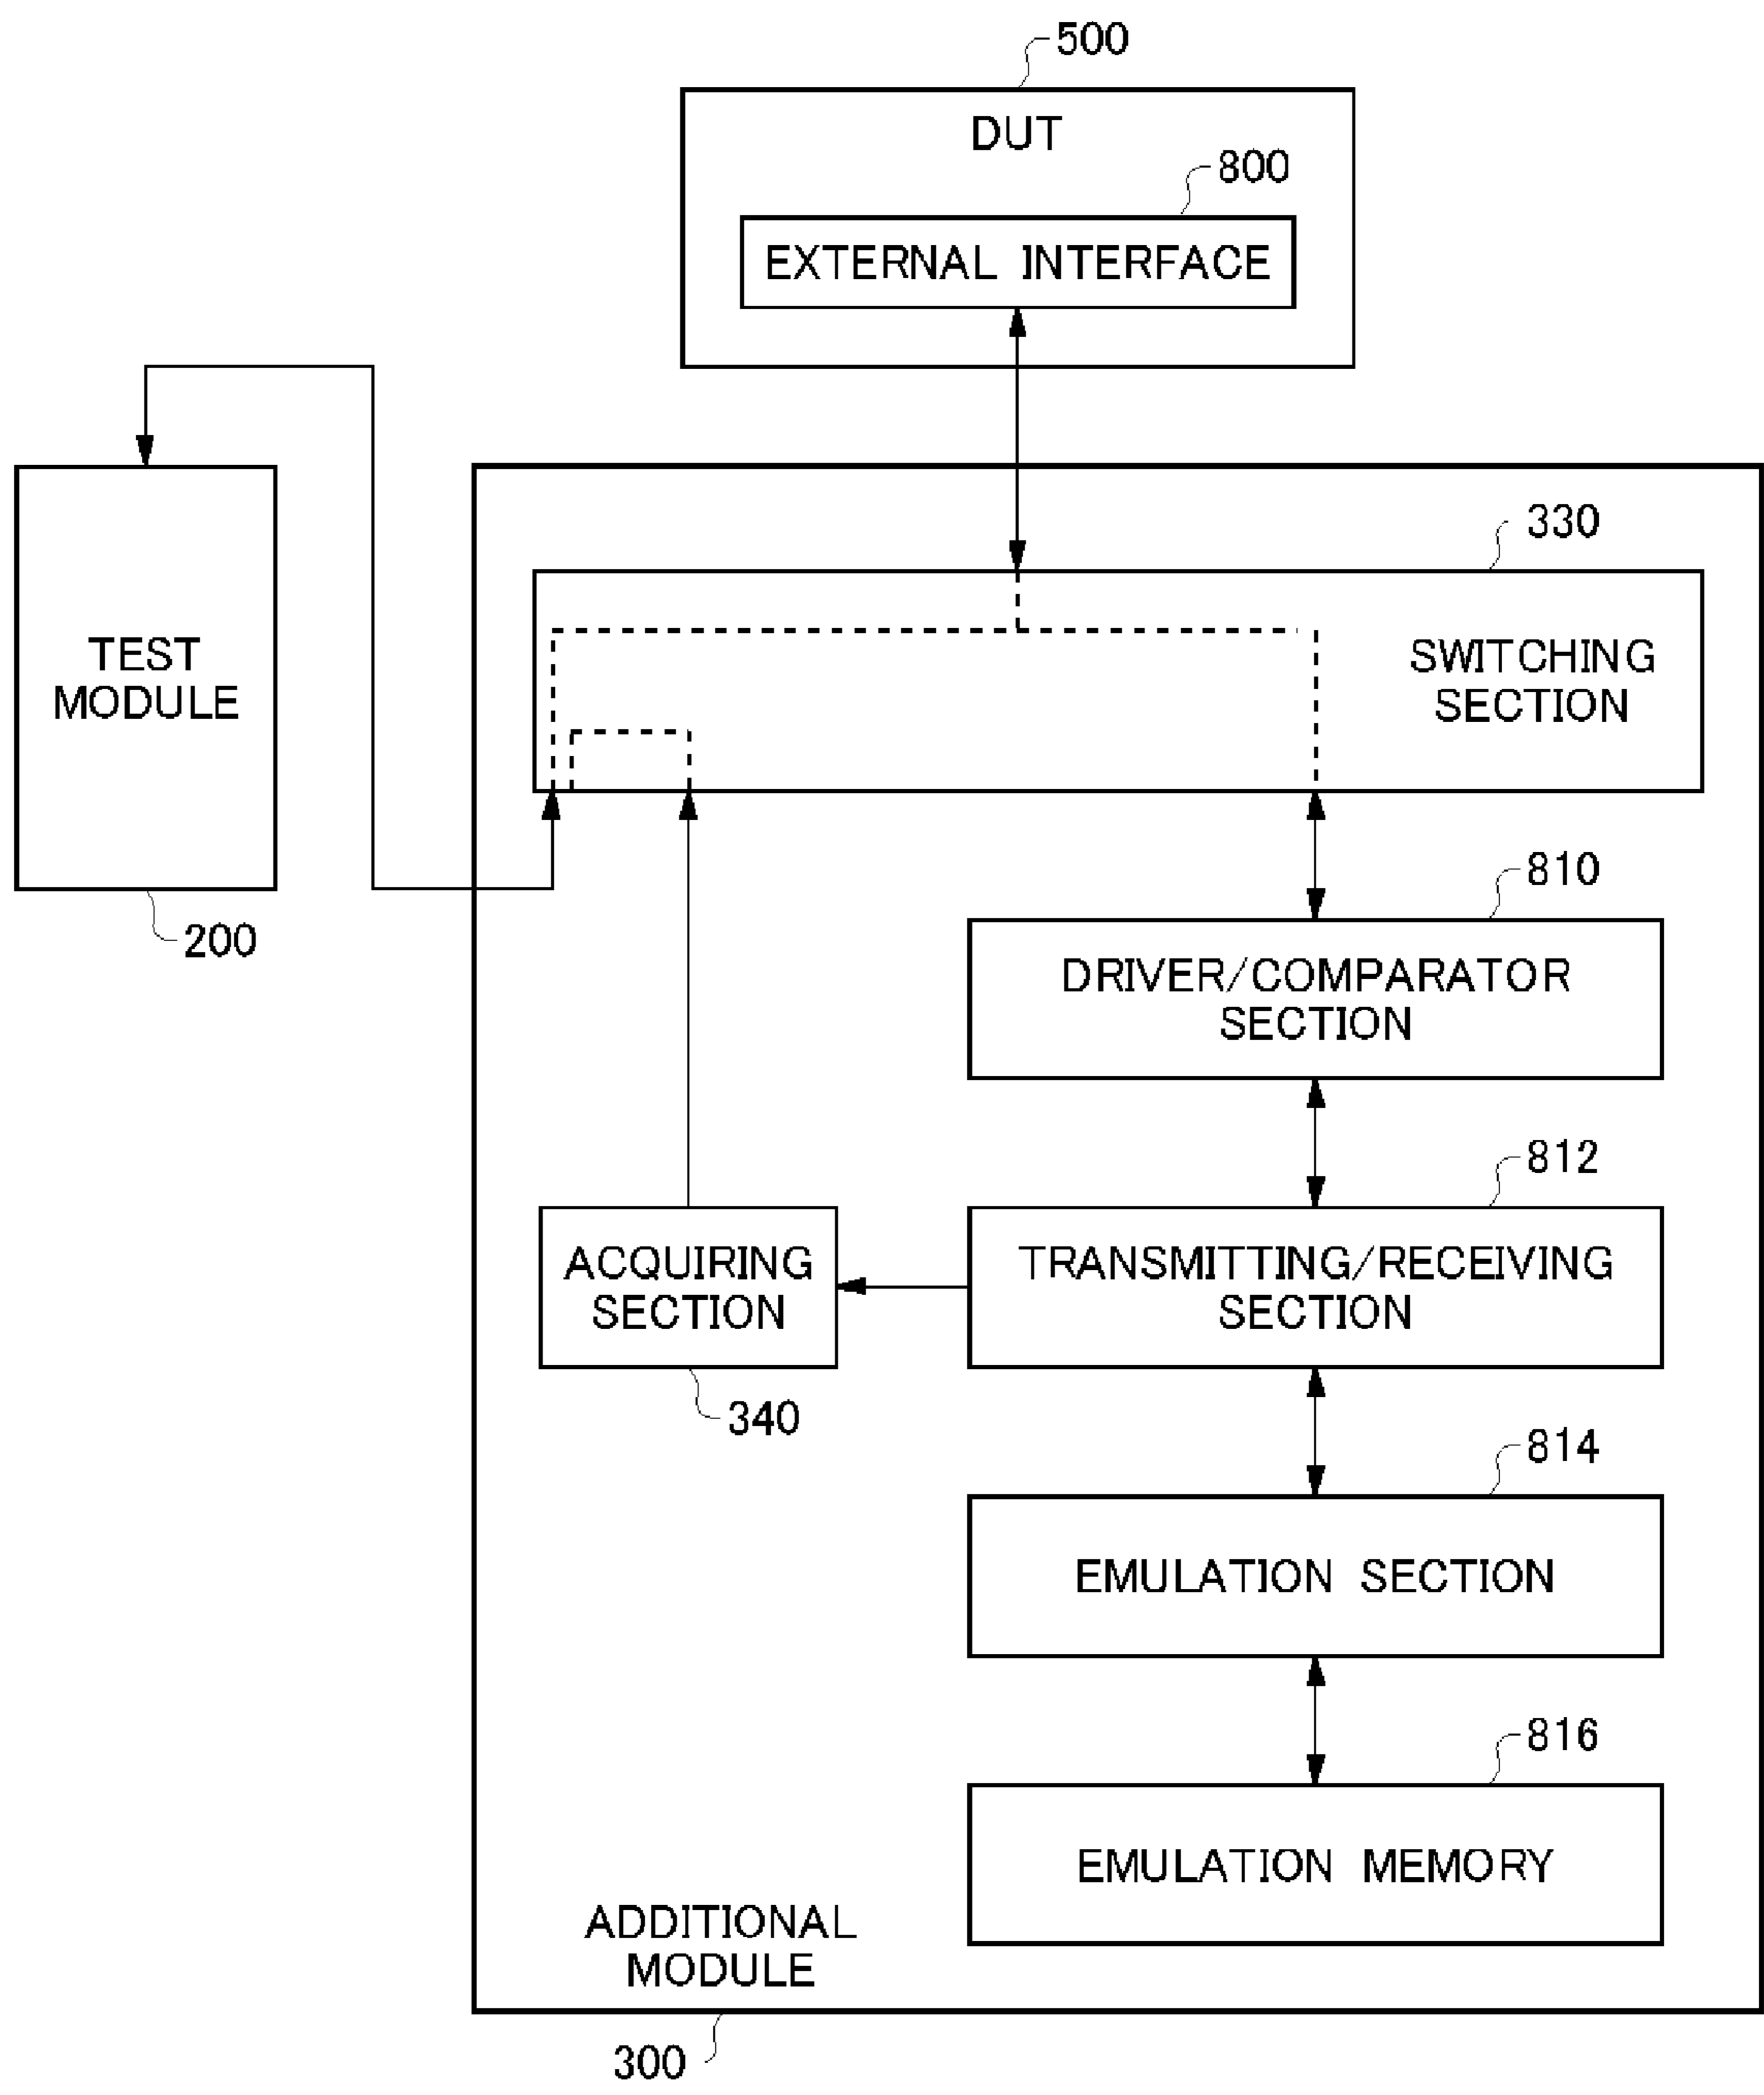 500
DUT
800
EXTERNAL INTERFACE
330
TEST
MODULE
SWITCHING
SECTION
200
810
DRIVER/COMPARATOR
SECTION
812
ACQUIRING
SECTION
TRANSMITTING/RECEIVING
SECTION
340
814
EMULATION SECTION
816
EMULATION MEMORY
ADDITIONAL
MODULE
300